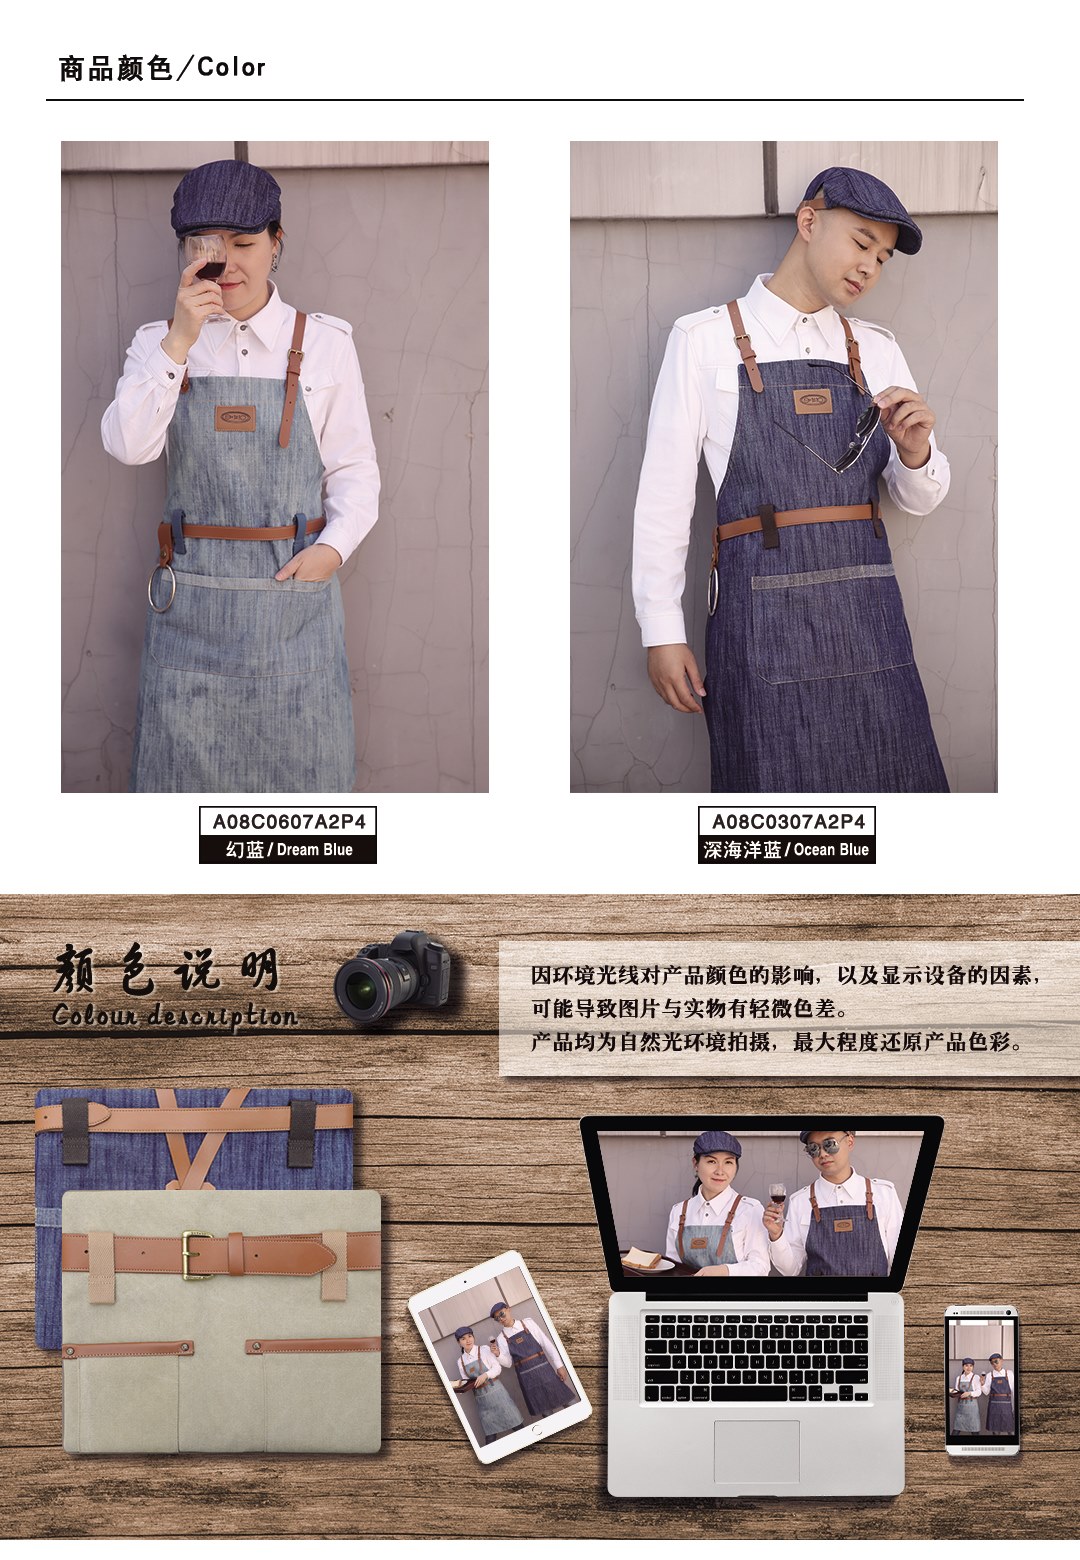 商品颜色/Color
A08C0607A2P4
幻蓝/Dream Blue
A08C0307A2P4
深海洋蓝/Ocean Blue
颜色说明
Colour description
因环境光线对产品颜色的影响，以及显示设备的因素，
可能导致图片与实物有轻微色差。
产品均为自然光环境拍摄，最大程度还原产品色彩。